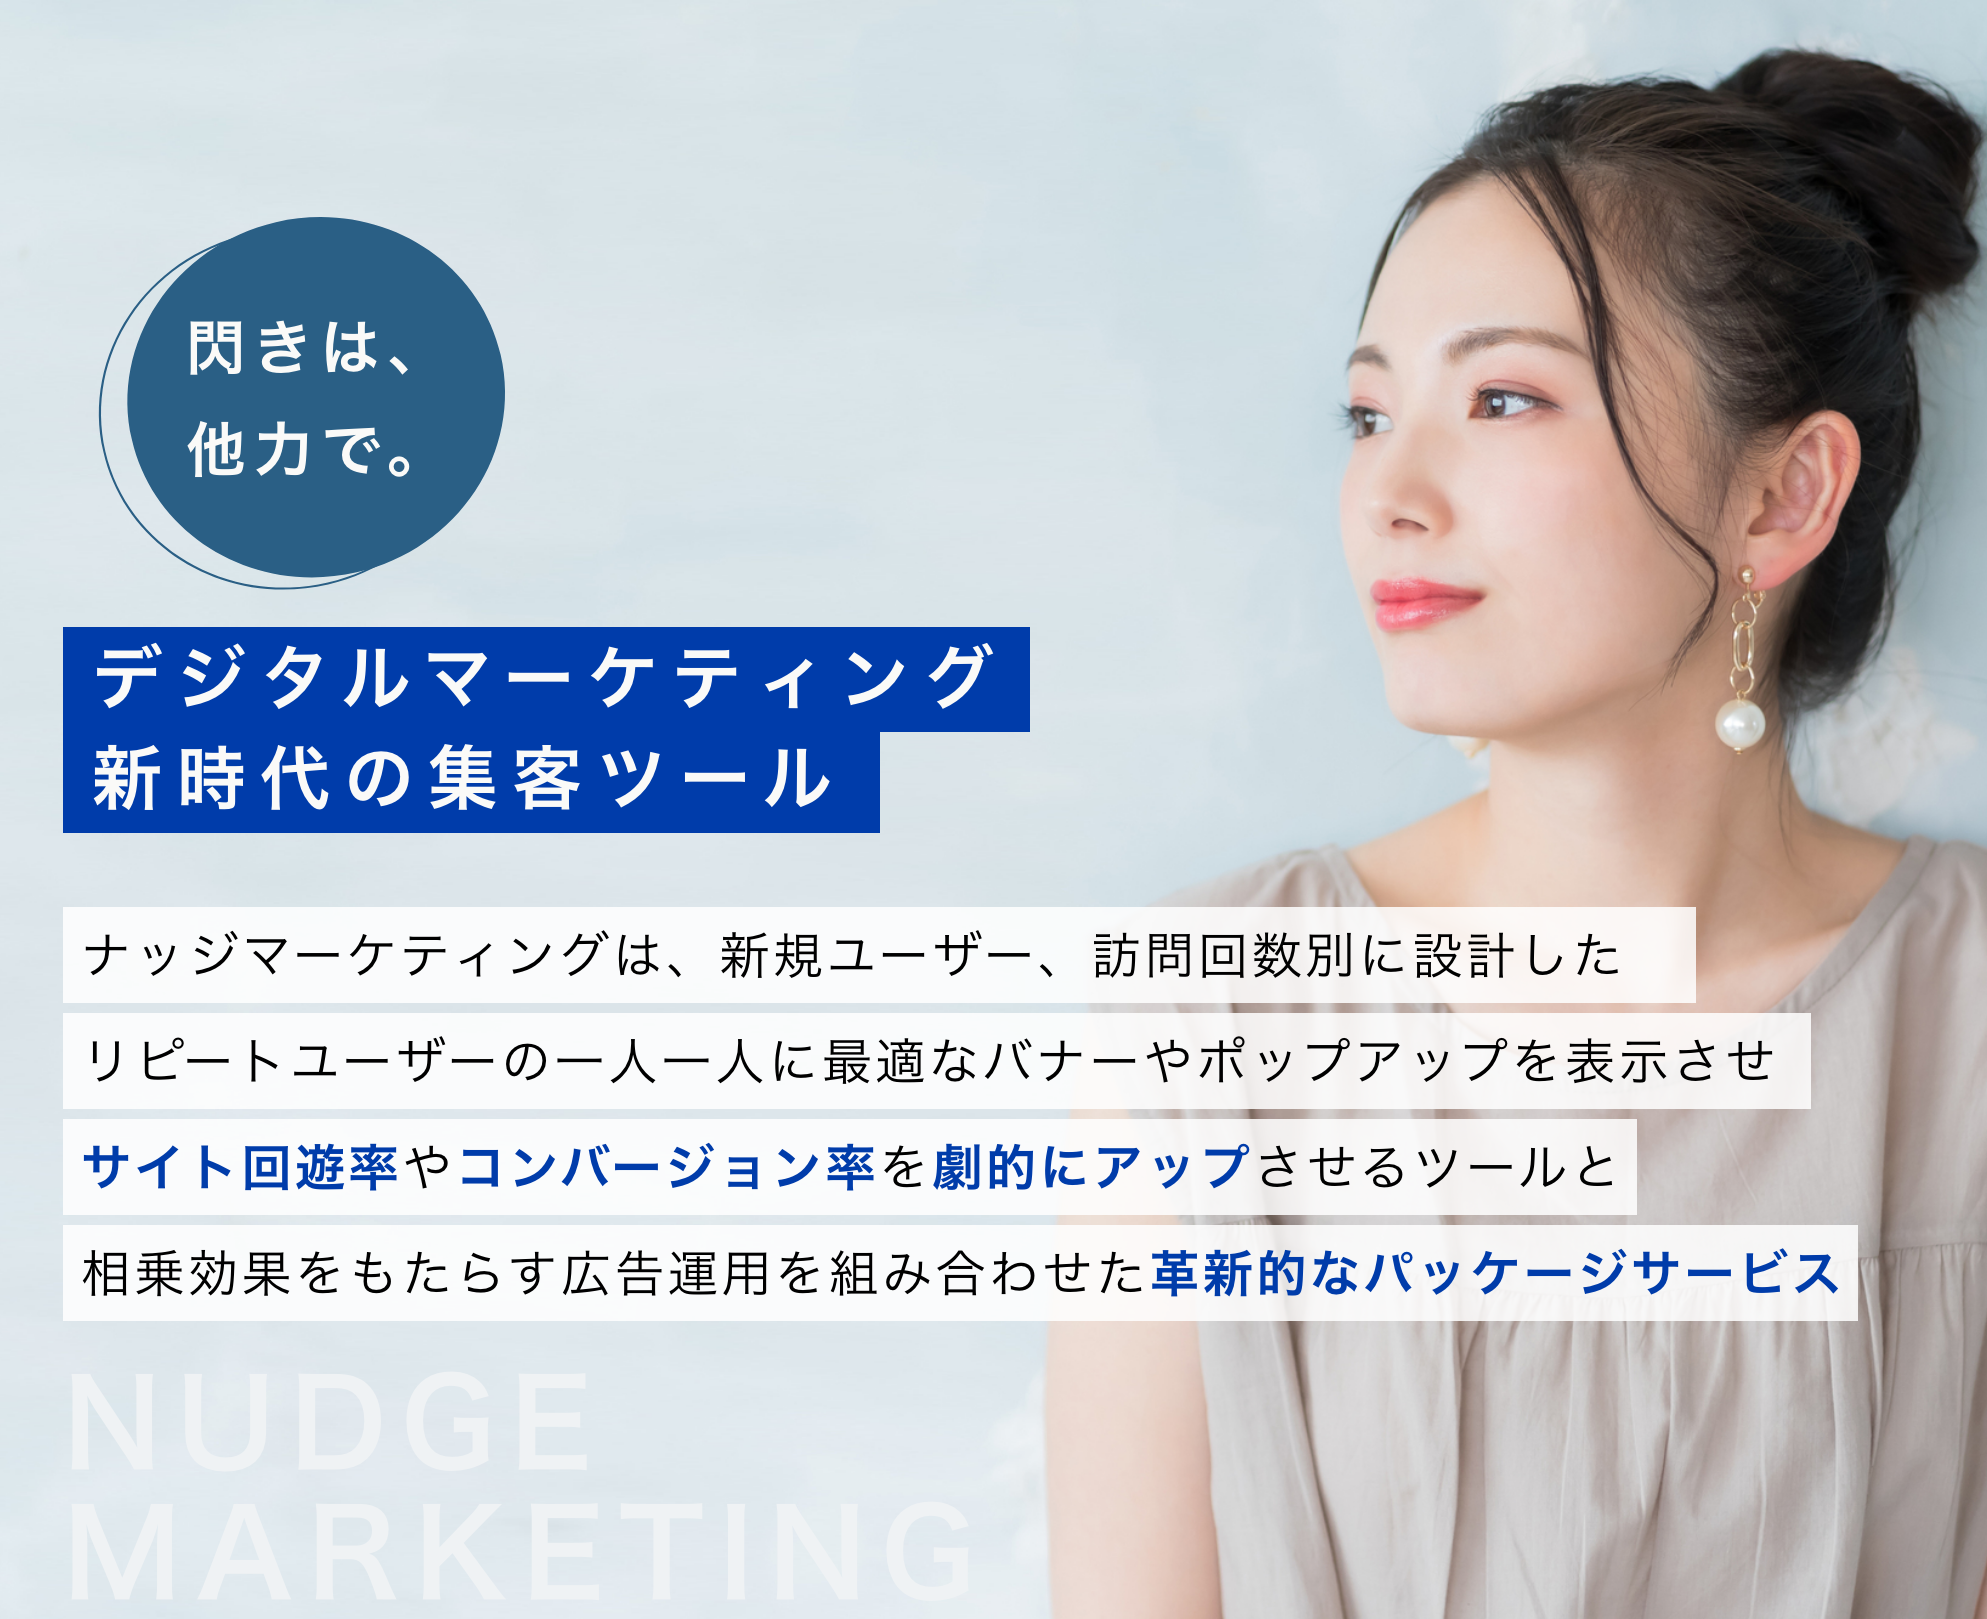 閃きは、
他力で。
デジタルマーケティング
新時代の集客ツール
ナッジマーケティングは、新規ユーザー、訪問回数別に設計した
リピートユーザーの一人一人に最適なバナーやポップアップを表示させ
サイト回遊率やコンバージョン率を劇的にアップさせるツールと
相乗効果をもたらす広告運用を組み合わせた革新的なパッケージサービス
NUDGE
MARKETING